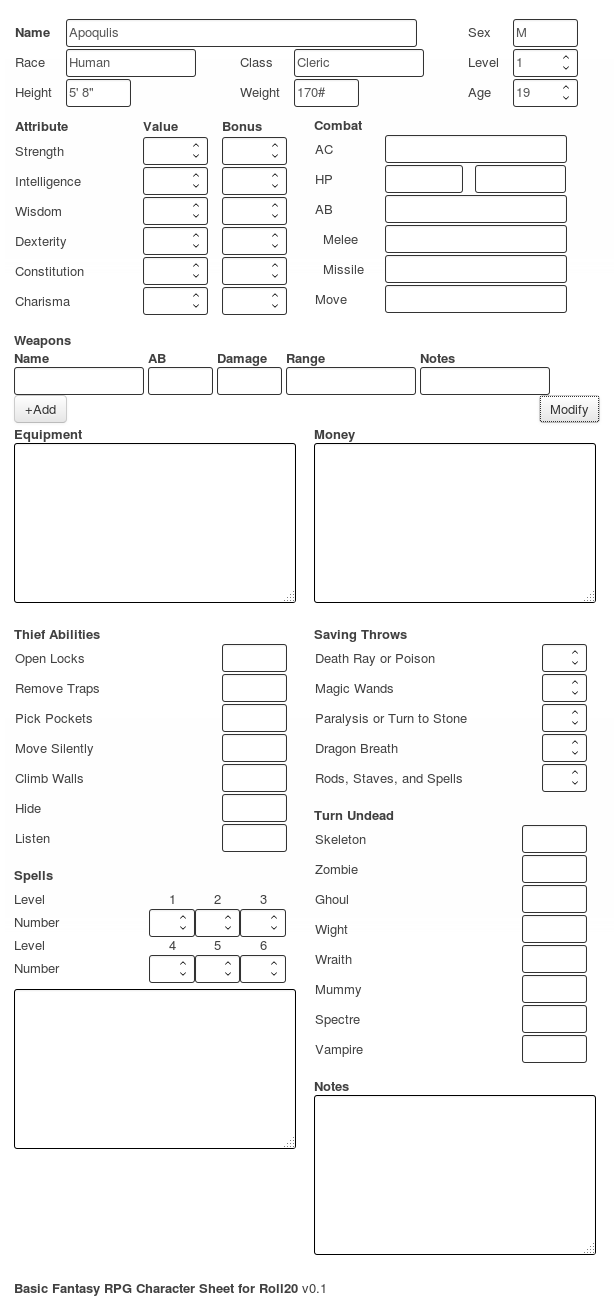 Name Apoqulis Sex M
Race Human Class Cleric Level 1
Height 5' 8" Weight 170# Age 19
Attribute Value Bonus Combat
Strength AC
Intelligence HP
Wisdom AB
Dexterity Melee
Constitution Missile
Charisma Move
Weapons
Name AB Damage Range Notes
+Add Modify
Equipment Money
Thief Abilities Saving Throws
Open Locks Death Ray or Poison
Remove Traps Magic Wands
Pick Pockets Paralysis or Turn to Stone
Move Silently Dragon Breath
Climb Walls Rods, Staves, and Spells
Hide
Turn Undead
Listen Skeleton
Zombie
Spells
Level 1 2 3 Ghoul
Number Wight
Level 4 5 6 Wraith
Number
Mummy
Spectre
Vampire
Notes
Basic Fantasy RPG Character Sheet for Roll20 v0.1